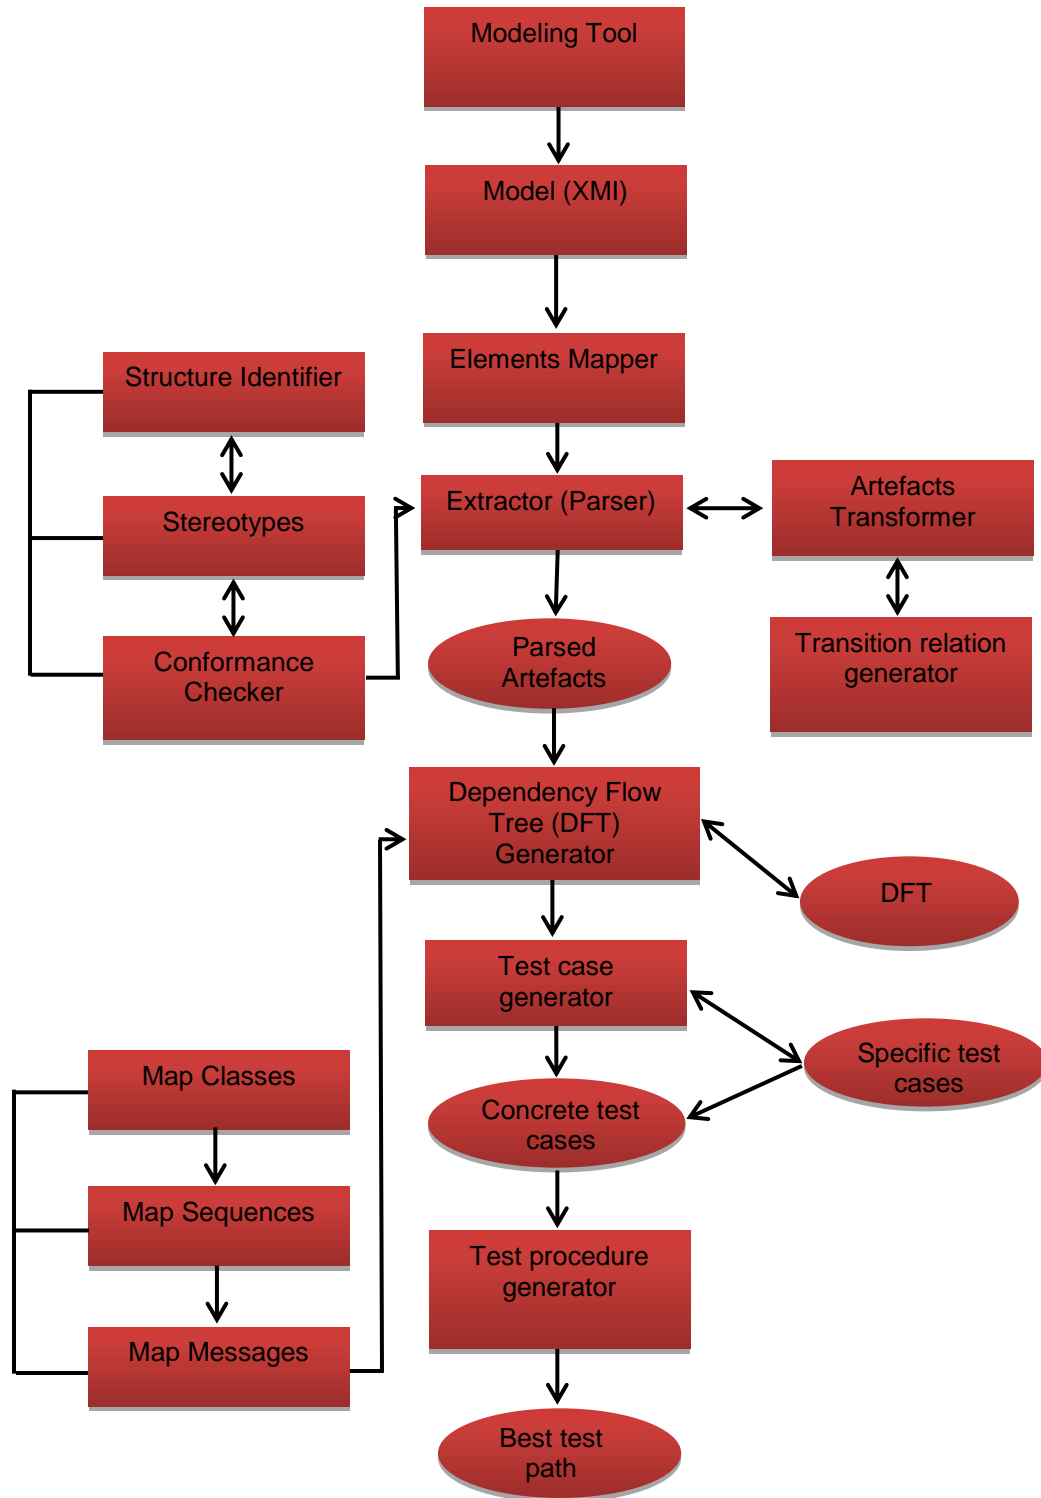 Modeling Tool
Model (XMI)
Elements Mapper
Structure Identifier
Extractor (Parser)
Artefacts
Transformer
Stereotypes
Parsed
Artefacts
Transition relation
generator
Conformance
Checker
Dependency Flow
Tree (DFT)
Generator
DFT
Test case
generator
Specific test
cases
Map Classes
Concrete test
cases
Map Sequences
Test procedure
generator
Map Messages
Best test
path